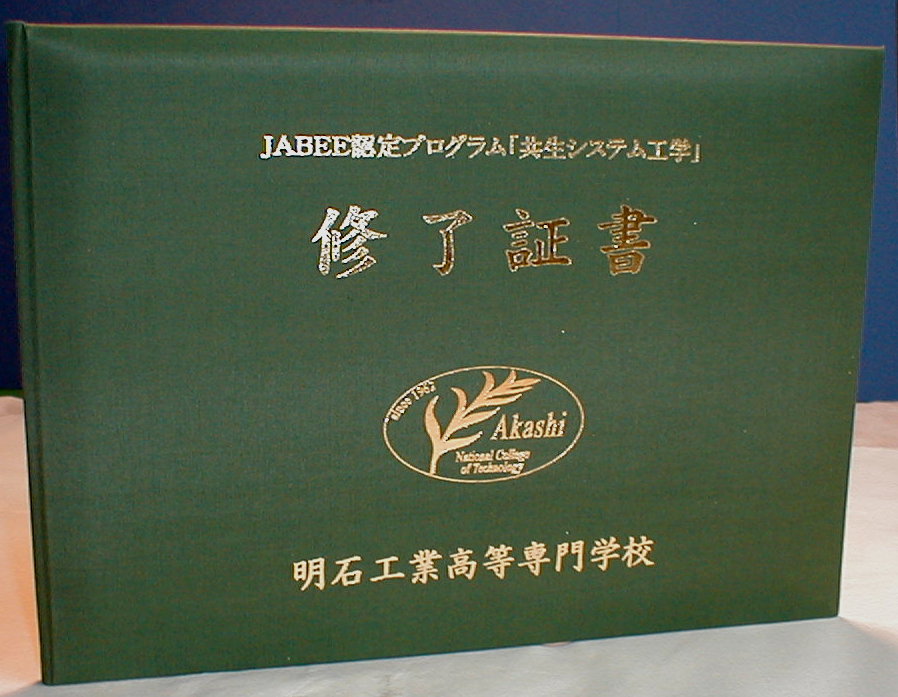 JABEE認定プログラム「共生システム工学」
修了証書
since 1962
Akashi
National College
of Technology
明石工業高等専門学校